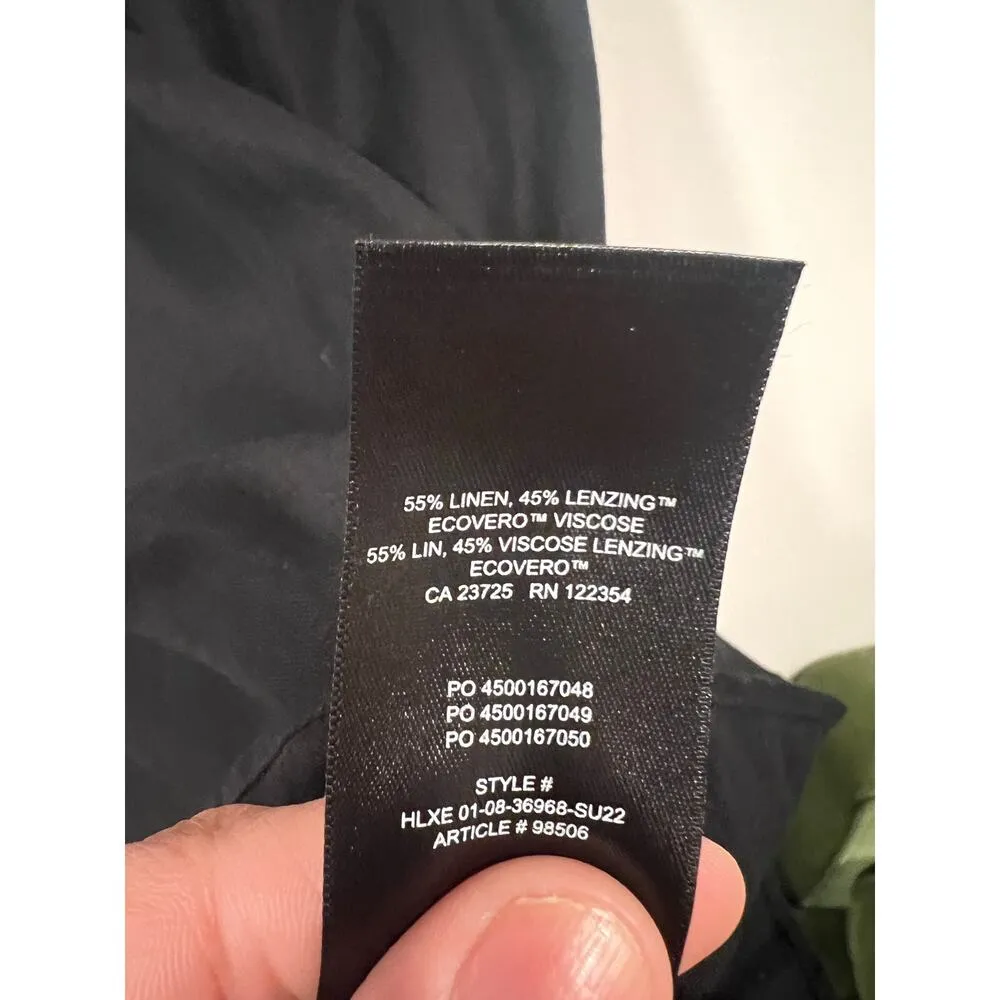 55% LINEN, 45% LENZING™
ECOVERO™ VISCOSE
55% LIN, 45% VISCOSE LENZING™
ECOVERO™
CA 23725 RN 122354
PO 4500167048
PO 4500167049
PO 4500167050
STYLE #
HLXE 01-08-36968-SU22
ARTICLE # 98506